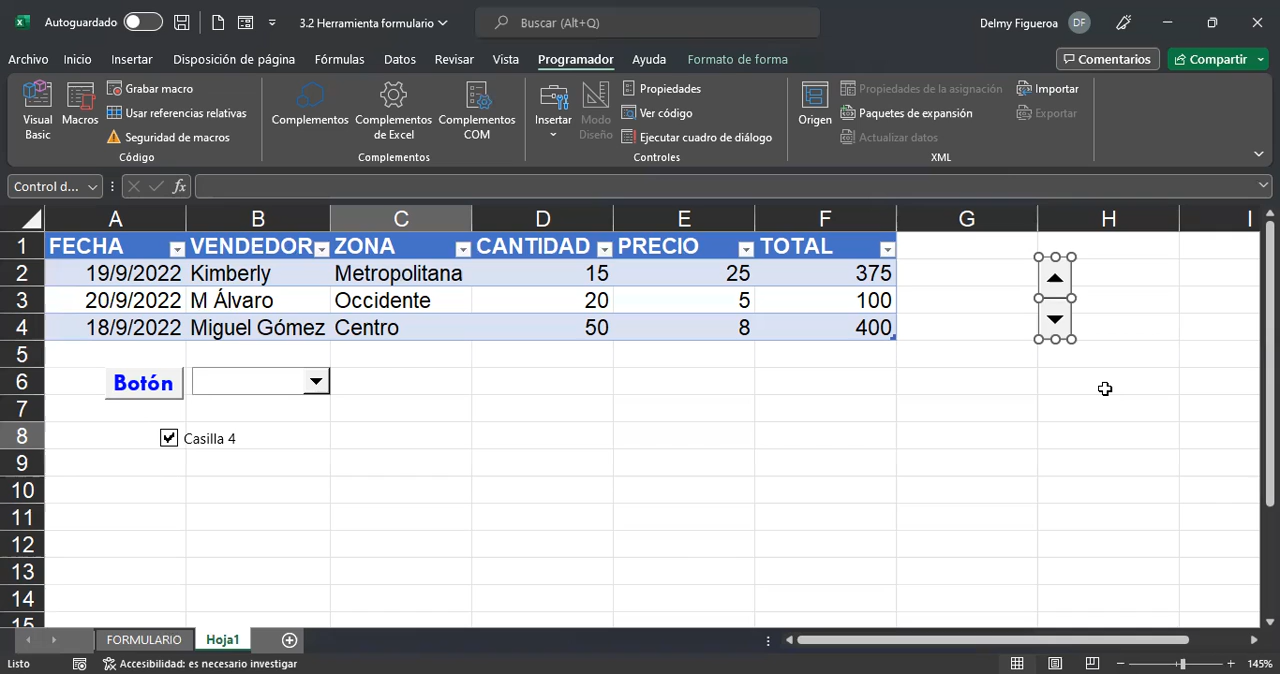 Autoguardado 3.2 Herramienta formulario Buscar (Alt+Q) Delmy Figueroa DF
Archivo Inicio Insertar Disposición de página Fórmulas Datos Revisar Vista Programador Ayuda Formato de forma Comentarios Compartir
Visual Basic
Macros
Grabar macro
Usar referencias relativas
Seguridad de macros
Código
Complementos
Complementos de Excel
Complementos COM
Complementos
Insertar
Modo Diseño
Propiedades
Ver código
Ejecutar cuadro de diálogo
Controles
Origen
Propiedades de la asignación
Paquetes de expansión
Actualizar datos
Importar
Exportar
XML
Control d... fx
A B C D E F G H I
1 FECHA VENDEDOR ZONA CANTIDAD PRECIO TOTAL
2 19/9/2022 Kimberly Metropolitana 15 25 375
3 20/9/2022 M Álvaro Occidente 20 5 100
4 18/9/2022 Miguel Gómez Centro 50 8 400
5
6 Botón
7
8 Casilla 4
9
10
11
12
13
14
15
FORMULARIO Hoja1
Listo Accesibilidad: es necesario investigar 145%